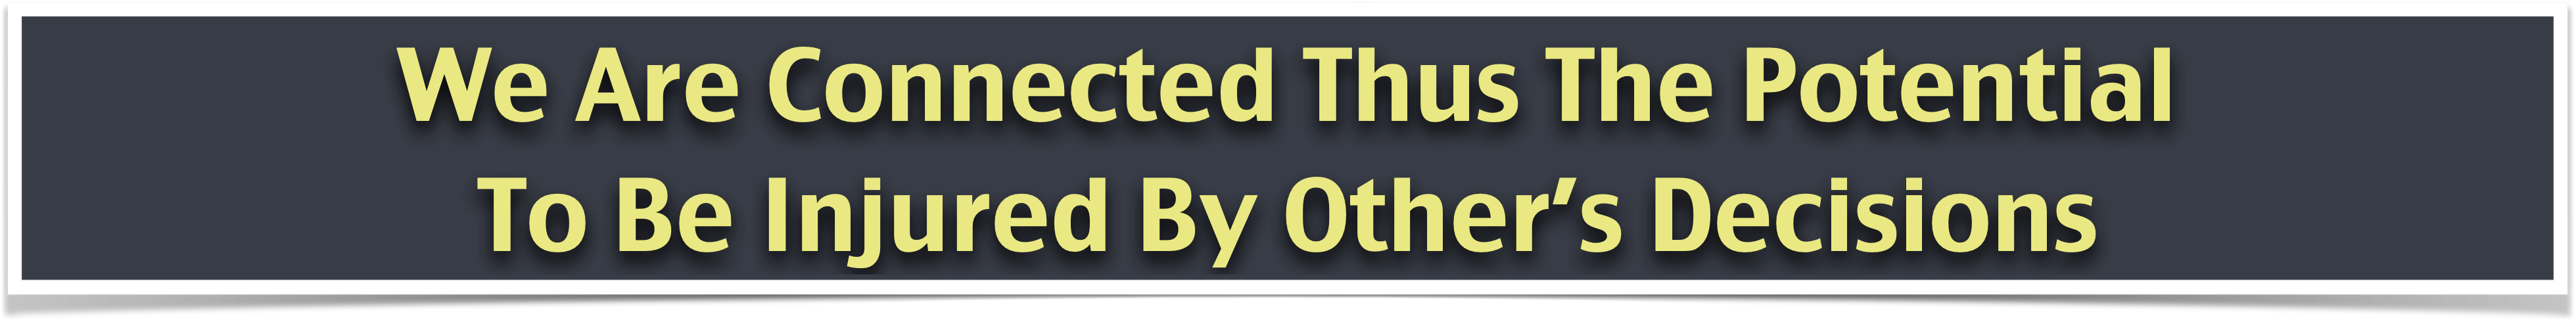 We Are Connected Thus The Potential
To Be Injured By Other’s Decisions